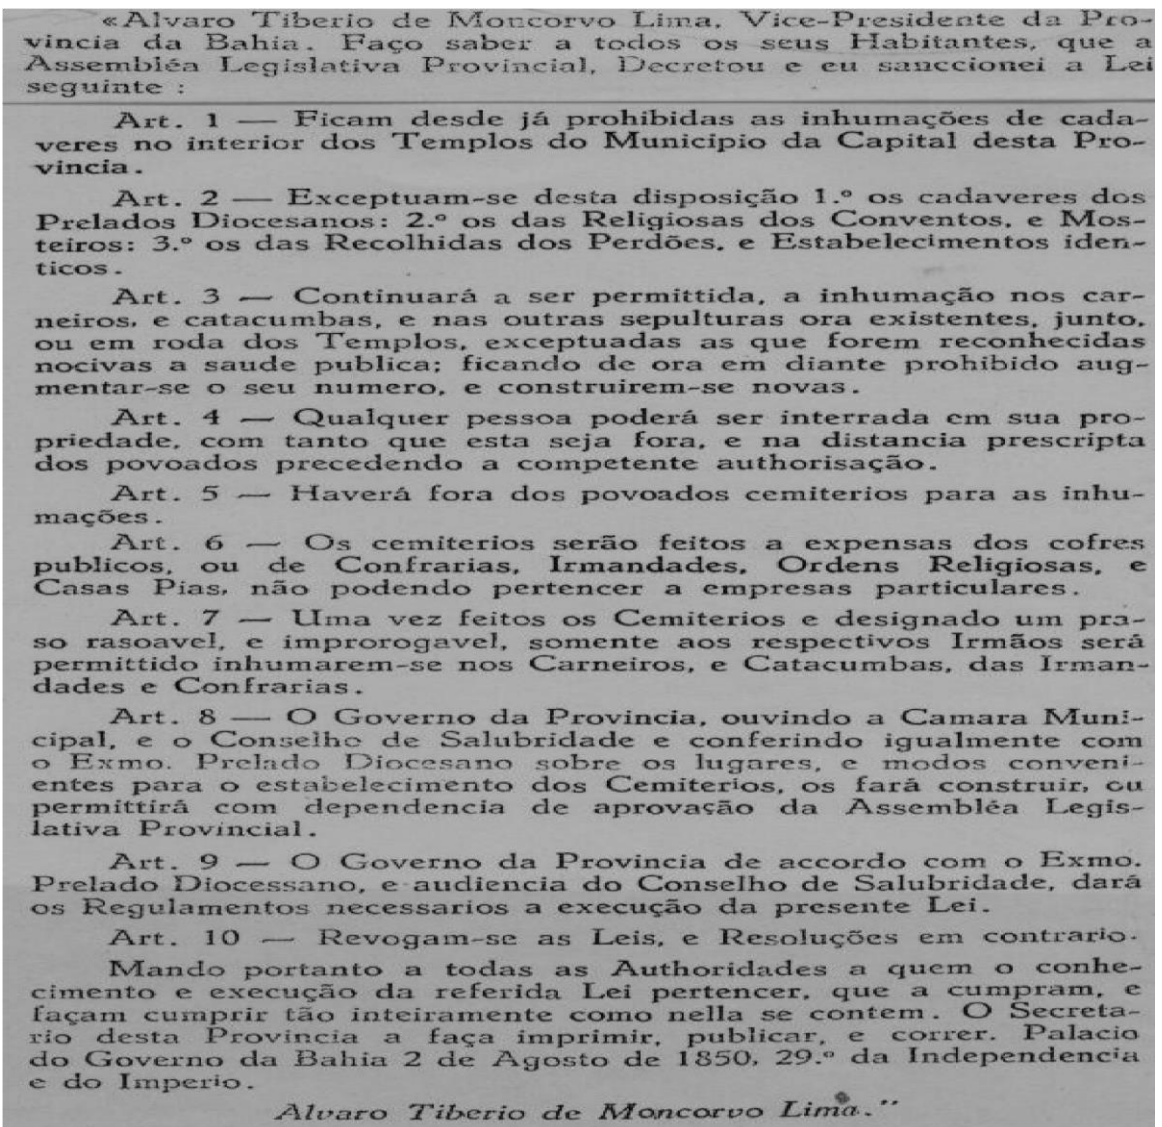 «Alvaro Tiberio de Moncorvo Lima, Vice-Presidente da Pro-
vincia da Bahia. Faço saber a todos os seus Habitantes, que a
Assembléa Legislativa Provincial, Decretou e eu sanccionei a Lei
seguinte :
Art. 1 — Ficam desde já prohibidas as inhumações de cada-
veres no interior dos Templos do Municipio da Capital desta Pro-
vincia.
Art. 2 — Exceptuam-se desta disposição 1.º os cadaveres dos
Prelados Diocesanos: 2.º os das Religiosas dos Conventos, e Mos-
teiros: 3.º os das Recolhidas dos Perdões, e Estabelecimentos iden-
ticos.
Art. 3 — Continuará a ser permittida, a inhumação nos car-
neiros, e catacumbas, e nas outras sepulturas ora existentes, junto,
ou em roda dos Templos, exceptuadas as que forem reconhecidas
nocivas a saude publica; ficando de ora em diante prohibido aug-
mentar-se o seu numero, e construirem-se novas.
Art. 4 — Qualquer pessoa poderá ser interrada em sua pro-
priedade, com tanto que esta seja fora, e na distancia prescripta
dos povoados precedendo a competente authorisação.
Art. 5 — Haverá fora dos povoados cemiterios para as inhu-
mações.
Art. 6 — Os cemiterios serão feitos a expensas dos cofres
publicos, ou de Confrarias, Irmandades, Ordens Religiosas, e
Casas Pias, não podendo pertencer a empresas particulares.
Art. 7 — Uma vez feitos os Cemiterios e designado um pra-
so rasoavel, e improrogavel, somente aos respectivos Irmãos será
permittido inhumarem-se nos Carneiros, e Catacumbas, das Irman-
dades e Confrarias.
Art. 8 — O Governo da Provincia, ouvindo a Camara Muni-
cipal, e o Conselho de Salubridade e conferindo igualmente com
o Exmo. Prelado Diocesano sobre os lugares, e modos conveni-
entes para o estabelecimento dos Cemiterios, os fará construir, ou
permittirá com dependencia de aprovação da Assembléa Legis-
lativa Provincial.
Art. 9 — O Governo da Provincia de accordo com o Exmo.
Prelado Diocessano, e audiencia do Conselho de Salubridade, dará
os Regulamentos necessarios a execução da presente Lei.
Art. 10 — Revogam-se as Leis, e Resoluções em contrario.
Mando portanto a todas as Authoridades a quem o conhe-
cimento e execução da referida Lei pertencer, que a cumpram, e
façam cumprir tão inteiramente como nella se contem. O Secreta-
rio desta Provincia a faça imprimir, publicar, e correr. Palacio
do Governo da Bahia 2 de Agosto de 1850, 29.º da Independencia
e do Imperio.
Alvaro Tiberio de Moncorvo Lima."